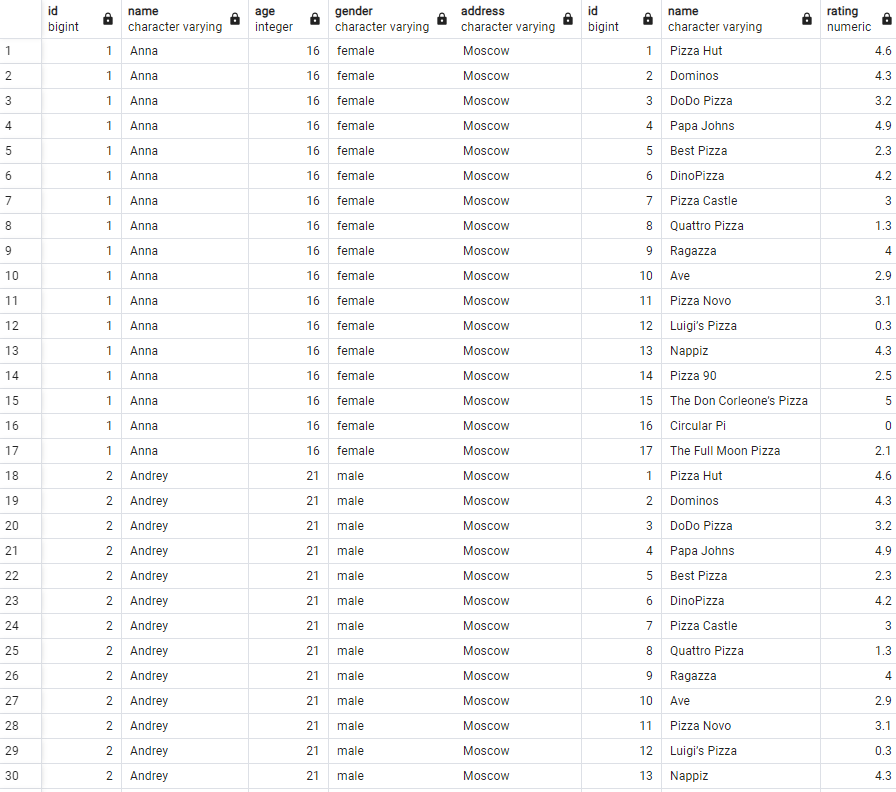 id name age gender address id name rating
bigint character varying integer character varying character varying bigint character varying numeric
1 1 Anna 16 female Moscow 1 Pizza Hut 4.6
2 1 Anna 16 female Moscow 2 Dominos 4.3
3 1 Anna 16 female Moscow 3 DoDo Pizza 3.2
4 1 Anna 16 female Moscow 4 Papa Johns 4.9
5 1 Anna 16 female Moscow 5 Best Pizza 2.3
6 1 Anna 16 female Moscow 6 DinoPizza 4.2
7 1 Anna 16 female Moscow 7 Pizza Castle 3
8 1 Anna 16 female Moscow 8 Quattro Pizza 1.3
9 1 Anna 16 female Moscow 9 Ragazza 4
10 1 Anna 16 female Moscow 10 Ave 2.9
11 1 Anna 16 female Moscow 11 Pizza Novo 3.1
12 1 Anna 16 female Moscow 12 Luigi's Pizza 0.3
13 1 Anna 16 female Moscow 13 Nappiz 4.3
14 1 Anna 16 female Moscow 14 Pizza 90 2.5
15 1 Anna 16 female Moscow 15 The Don Corleone's Pizza 5
16 1 Anna 16 female Moscow 16 Circular Pi 0
17 1 Anna 16 female Moscow 17 The Full Moon Pizza 2.1
18 2 Andrey 21 male Moscow 1 Pizza Hut 4.6
19 2 Andrey 21 male Moscow 2 Dominos 4.3
20 2 Andrey 21 male Moscow 3 DoDo Pizza 3.2
21 2 Andrey 21 male Moscow 4 Papa Johns 4.9
22 2 Andrey 21 male Moscow 5 Best Pizza 2.3
23 2 Andrey 21 male Moscow 6 DinoPizza 4.2
24 2 Andrey 21 male Moscow 7 Pizza Castle 3
25 2 Andrey 21 male Moscow 8 Quattro Pizza 1.3
26 2 Andrey 21 male Moscow 9 Ragazza 4
27 2 Andrey 21 male Moscow 10 Ave 2.9
28 2 Andrey 21 male Moscow 11 Pizza Novo 3.1
29 2 Andrey 21 male Moscow 12 Luigi's Pizza 0.3
30 2 Andrey 21 male Moscow 13 Nappiz 4.3